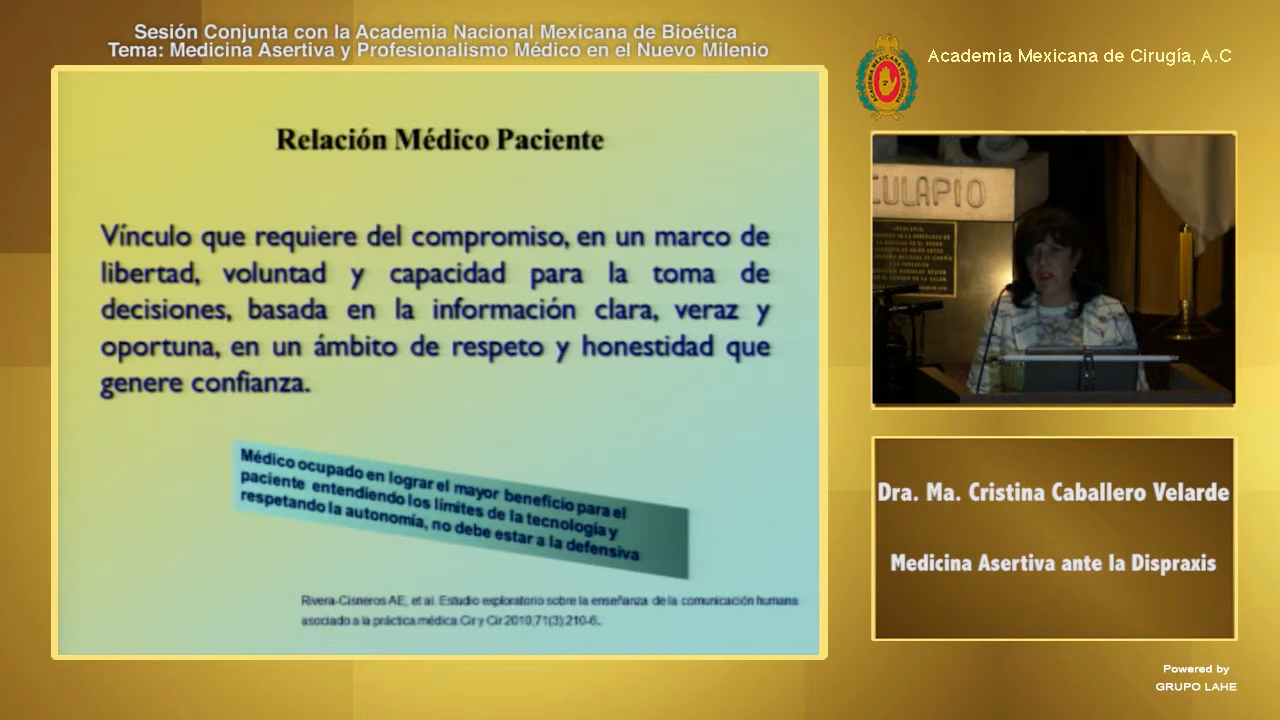 Sesión Conjunta con la Academia Nacional Mexicana de Bioética
Tema: Medicina Asertiva y Profesionalismo Médico en el Nuevo Milenio
Academia Mexicana de Cirugía, A.C
ACADEMIA MEXICANA DE CIRUGIA
Relación Médico Paciente
Vínculo que requiere del compromiso, en un marco de
libertad, voluntad y capacidad para la toma de
decisiones, basada en la información clara, veraz y
oportuna, en un ámbito de respeto y honestidad que
genere confianza.
Médico ocupado en lograr el mayor beneficio para el
paciente entendiendo los límites de la tecnología y
respetando la autonomía, no debe estar a la defensiva
Rivera-Cisneros AE, et al. Estudio exploratorio sobre la enseñanza de la comunicación humana
asociado a la práctica médica. Cir y Cir 2010;71(3):210-6.
CULAPIO
Dra. Ma. Cristina Caballero Velarde
Medicina Asertiva ante la Dispraxis
Powered by
GRUPO LAHE